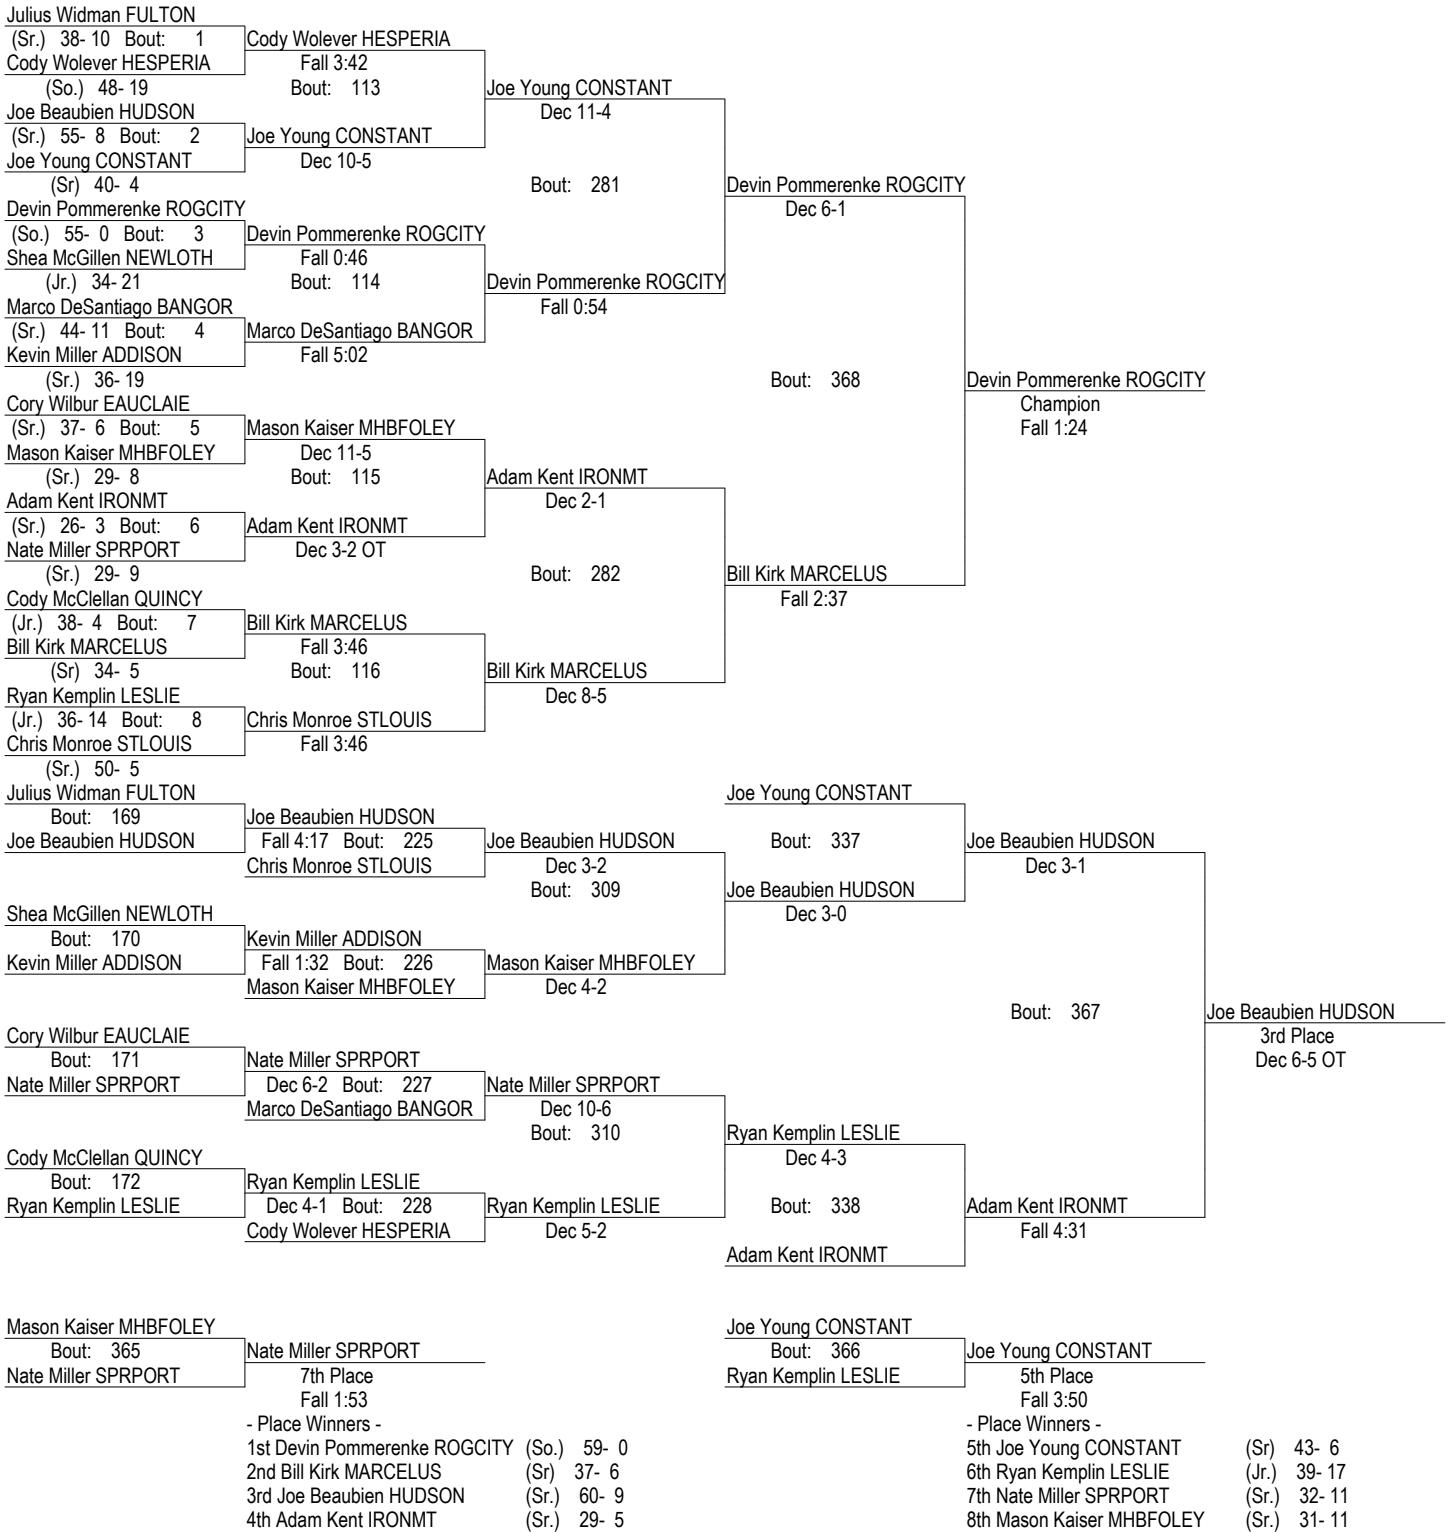 Julius Widman FULTON
(Sr.) 38- 10 Bout: 1 Cody Wolever HESPERIA
Cody Wolever HESPERIA Fall 3:42
(So.) 48- 19 Bout: 113 Joe Young CONSTANT
Joe Beaubien HUDSON Dec 11-4
(Sr.) 55- 8 Bout: 2 Joe Young CONSTANT
Joe Young CONSTANT Dec 10-5
(Sr) 40- 4 Bout: 281 Devin Pommerenke ROGCITY
Devin Pommerenke ROGCITY Dec 6-1
(So.) 55- 0 Bout: 3 Devin Pommerenke ROGCITY
Shea McGillen NEWLOTH Fall 0:46
(Jr.) 34- 21 Bout: 114 Devin Pommerenke ROGCITY
Marco DeSantiago BANGOR Fall 0:54
(Sr.) 44- 11 Bout: 4 Marco DeSantiago BANGOR
Kevin Miller ADDISON Fall 5:02
(Sr.) 36- 19 Bout: 368 Devin Pommerenke ROGCITY
Cory Wilbur EAUCLAIE Champion
(Sr.) 37- 6 Bout: 5 Mason Kaiser MHBFOLEY Fall 1:24
Mason Kaiser MHBFOLEY Dec 11-5
(Sr.) 29- 8 Bout: 115 Adam Kent IRONMT
Adam Kent IRONMT Dec 2-1
(Sr.) 26- 3 Bout: 6 Adam Kent IRONMT
Nate Miller SPRPORT Dec 3-2 OT
(Sr.) 29- 9 Bout: 282 Bill Kirk MARCELUS
Cody McClellan QUINCY Fall 2:37
(Jr.) 38- 4 Bout: 7 Bill Kirk MARCELUS
Bill Kirk MARCELUS Fall 3:46
(Sr) 34- 5 Bout: 116 Bill Kirk MARCELUS
Ryan Kemplin LESLIE Dec 8-5
(Jr.) 36- 14 Bout: 8 Chris Monroe STLOUIS
Chris Monroe STLOUIS Fall 3:46
(Sr.) 50- 5
Julius Widman FULTON Joe Young CONSTANT
Bout: 169 Joe Beaubien HUDSON
Joe Beaubien HUDSON Fall 4:17 Bout: 225 Joe Beaubien HUDSON Bout: 337 Joe Beaubien HUDSON
Chris Monroe STLOUIS Dec 3-2 Dec 3-1
Bout: 309 Joe Beaubien HUDSON
Shea McGillen NEWLOTH Dec 3-0
Bout: 170 Kevin Miller ADDISON
Kevin Miller ADDISON Fall 1:32 Bout: 226 Mason Kaiser MHBFOLEY
Mason Kaiser MHBFOLEY Dec 4-2
Bout: 367 Joe Beaubien HUDSON
Cory Wilbur EAUCLAIE 3rd Place
Bout: 171 Nate Miller SPRPORT Dec 6-5 OT
Nate Miller SPRPORT Dec 6-2 Bout: 227 Nate Miller SPRPORT
Marco DeSantiago BANGOR Dec 10-6
Bout: 310 Ryan Kemplin LESLIE
Cody McClellan QUINCY Dec 4-3
Bout: 172 Ryan Kemplin LESLIE
Ryan Kemplin LESLIE Dec 4-1 Bout: 228 Ryan Kemplin LESLIE Bout: 338 Adam Kent IRONMT
Cody Wolever HESPERIA Dec 5-2 Fall 4:31
Adam Kent IRONMT
Mason Kaiser MHBFOLEY Joe Young CONSTANT
Bout: 365 Nate Miller SPRPORT Bout: 366 Joe Young CONSTANT
Nate Miller SPRPORT 7th Place Ryan Kemplin LESLIE 5th Place
Fall 1:53 Fall 3:50
- Place Winners - - Place Winners -
1st Devin Pommerenke ROGCITY (So.) 59- 0 5th Joe Young CONSTANT (Sr) 43- 6
2nd Bill Kirk MARCELUS (Sr) 37- 6 6th Ryan Kemplin LESLIE (Jr.) 39- 17
3rd Joe Beaubien HUDSON (Sr.) 60- 9 7th Nate Miller SPRPORT (Sr.) 32- 11
4th Adam Kent IRONMT (Sr.) 29- 5 8th Mason Kaiser MHBFOLEY (Sr.) 31- 11